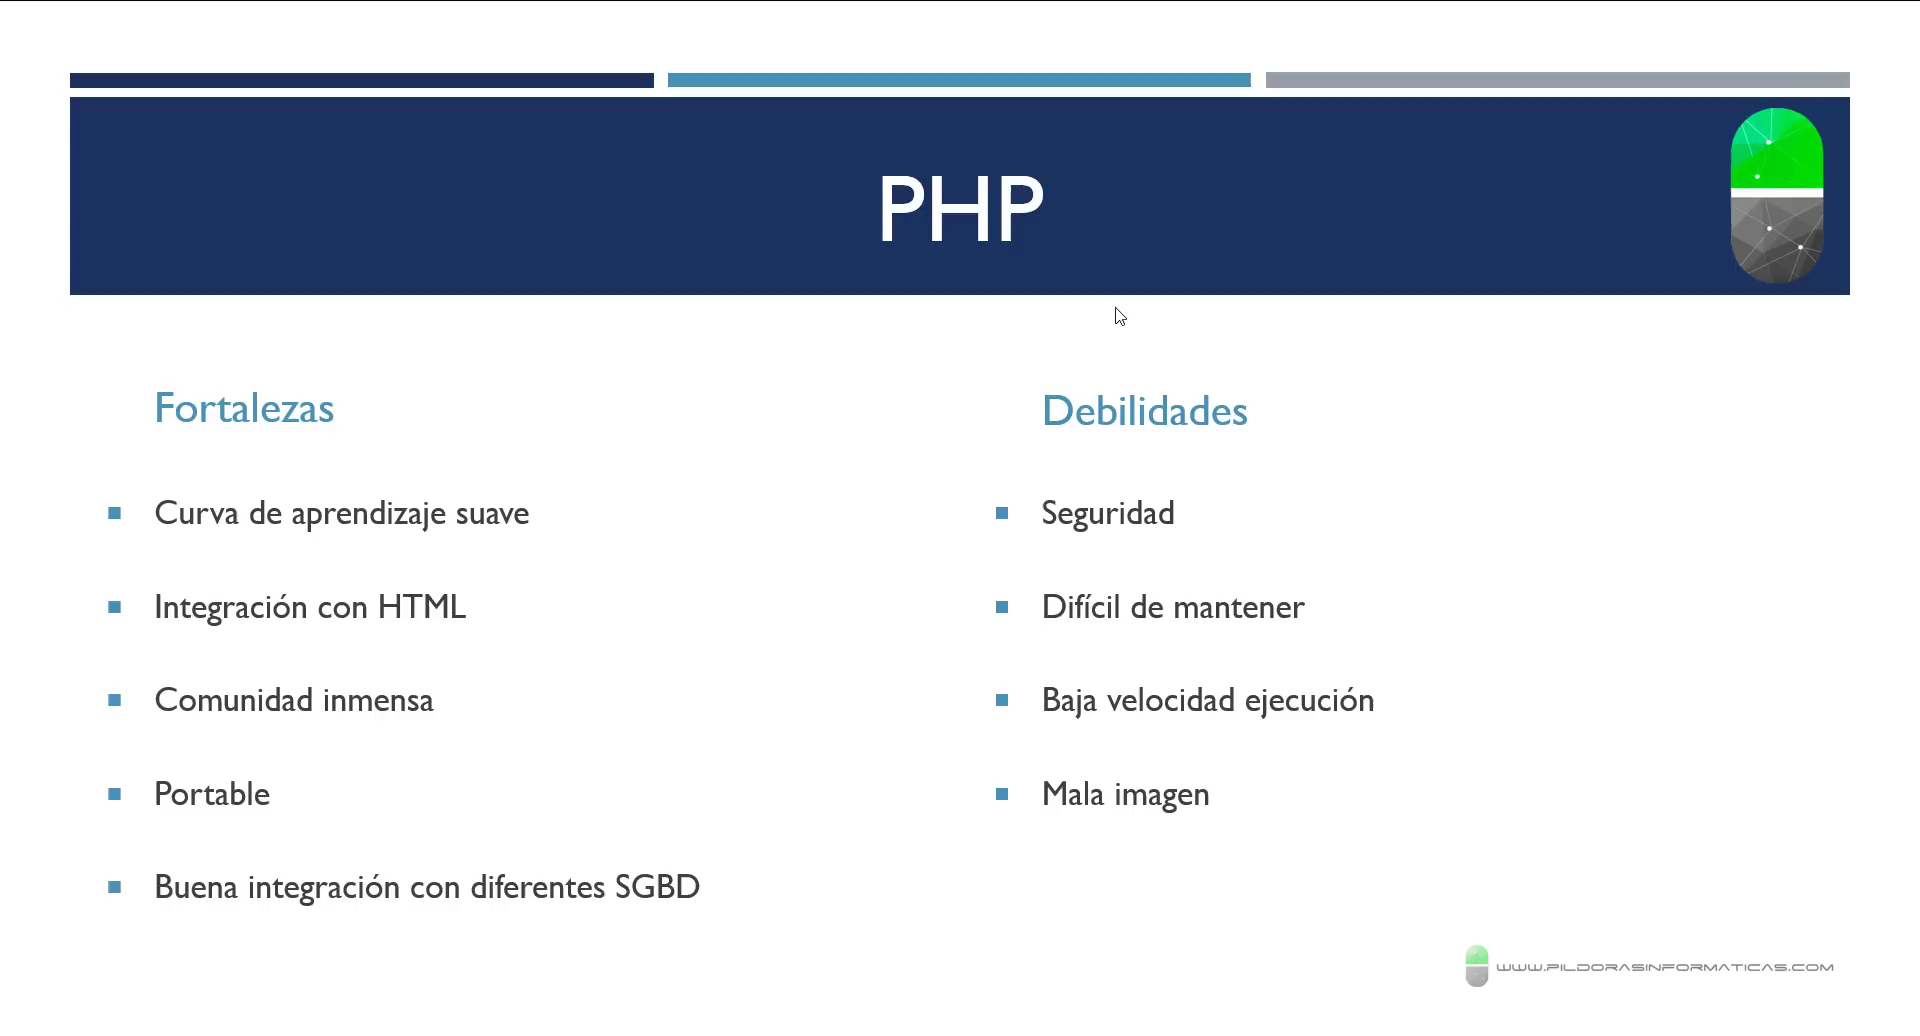 PHP
Fortalezas
Curva de aprendizaje suave
Integración con HTML
Comunidad inmensa
Portable
Buena integración con diferentes SGBD
Debilidades
Seguridad
Difícil de mantener
Baja velocidad ejecución
Mala imagen
WWW.PILDORASINFORMATICAS.COM